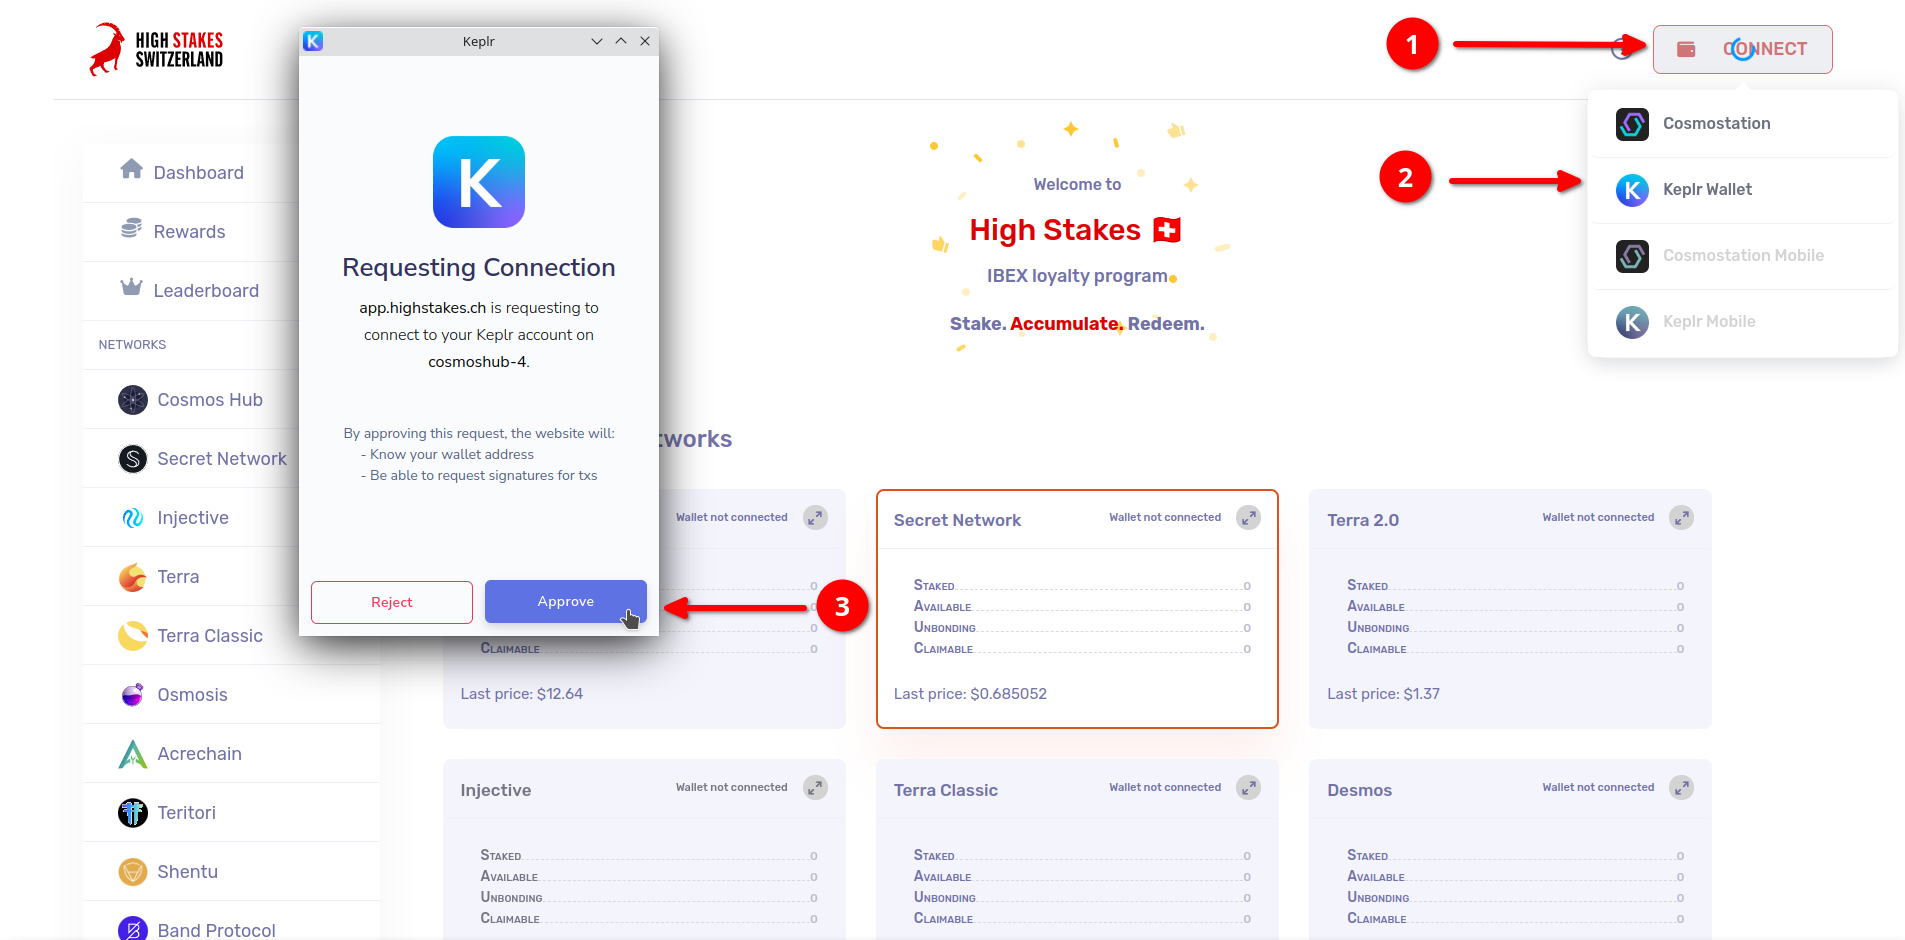 HIGH STAKES
SWITZERLAND
Dashboard
Rewards
Leaderboard
NETWORKS
Cosmos Hub
Secret Network
Injective
Terra
Terra Classic
Osmosis
Acrechain
Teritori
Shentu
Band Protocol
Keplr
K
Requesting Connection
app.highstakes.ch is requesting to
connect to your Keplr account on
cosmoshub-4.
By approving this request, the website will:
- Know your wallet address
- Be able to request signatures for txs
Reject
Approve
1
CONNECT
2
Cosmostation
Keplr Wallet
Cosmostation Mobile
Keplr Mobile
3
Welcome to
High Stakes
IBEX loyalty program
Stake. Accumulate. Redeem.
tworks
Wallet not connected
0
0
0
CLAIMABLE 0
Last price: $12.64
Secret Network
Wallet not connected
STAKED 0
AVAILABLE 0
UNBONDING 0
CLAIMABLE 0
Last price: $0.685052
Terra 2.0
Wallet not connected
STAKED 0
AVAILABLE 0
UNBONDING 0
CLAIMABLE 0
Last price: $1.37
Injective
Wallet not connected
STAKED 0
AVAILABLE 0
UNBONDING 0
CLAIMABLE 0
Terra Classic
Wallet not connected
STAKED 0
AVAILABLE 0
UNBONDING 0
CLAIMABLE 0
Desmos
Wallet not connected
STAKED 0
AVAILABLE 0
UNBONDING 0
CLAIMABLE 0